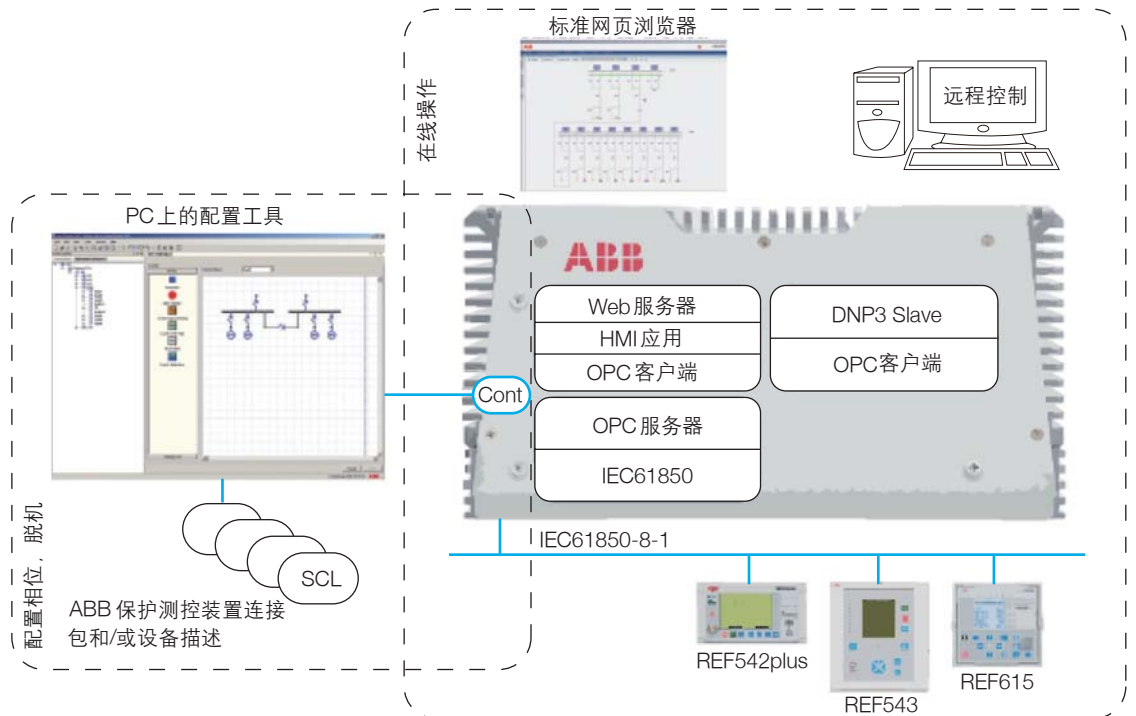 标准网页浏览器
在线操作
远程控制
PC上的配置工具
ABB
Web服务器
HMI应用
OPC客户端
DNP3 Slave
OPC客户端
Cont
OPC服务器
IEC61850
IEC61850-8-1
SCL
配置相位，脱机
ABB保护测控装置连接
包和/或设备描述
REF542plus
REF543
REF615